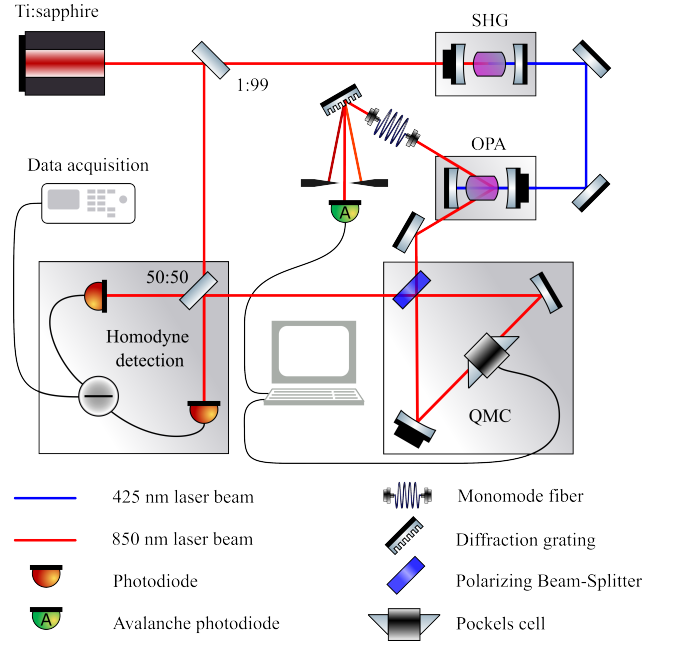 Ti:sapphire
SHG
1:99
OPA
Data acquisition
A
50:50
Homodyne
detection
QMC
425 nm laser beam
Monomode fiber
850 nm laser beam
Diffraction grating
Photodiode
Polarizing Beam-Splitter
A
Avalanche photodiode
Pockels cell